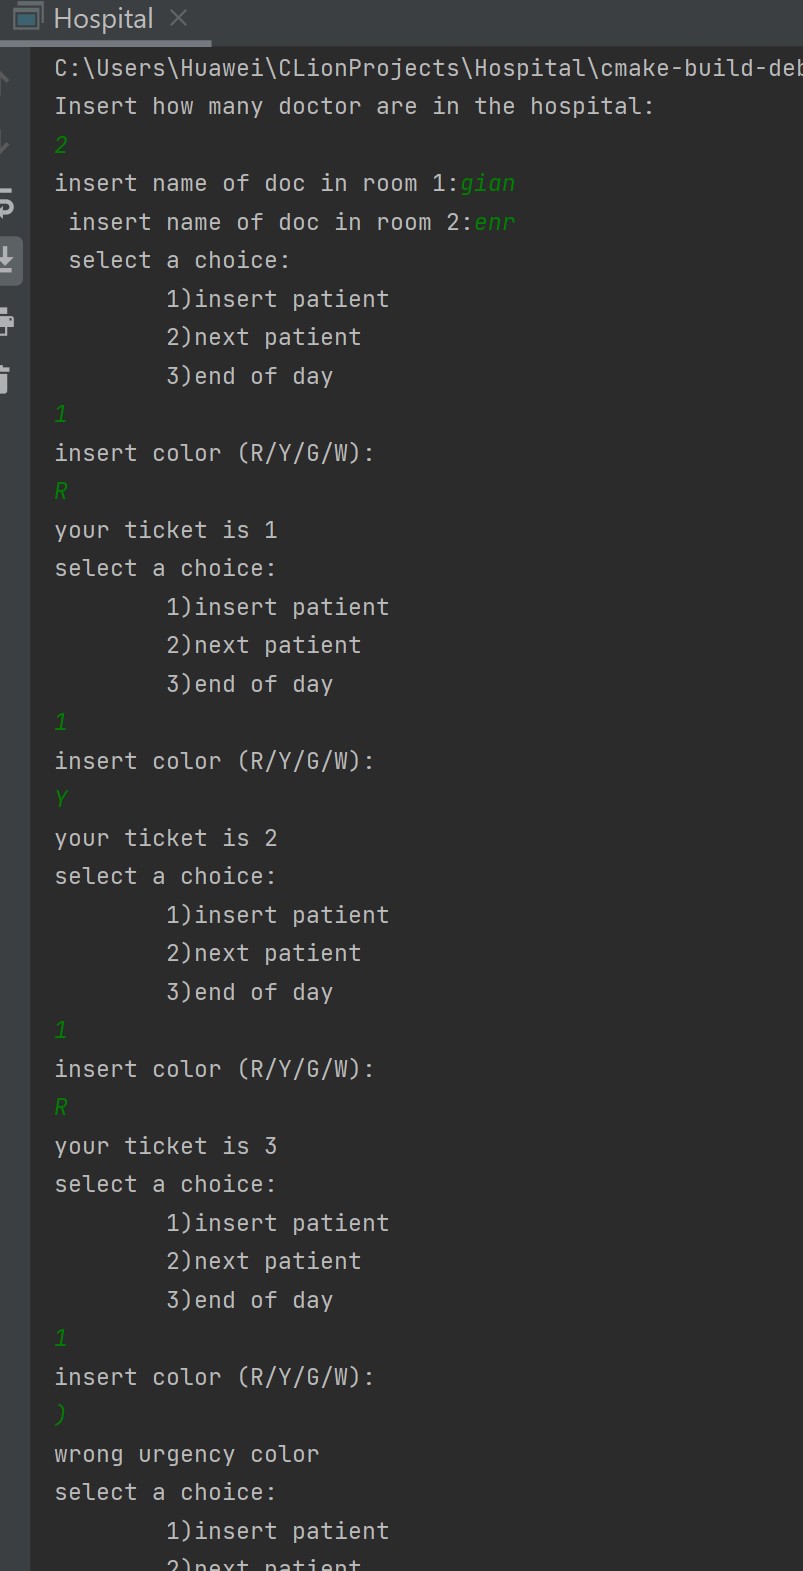 Hospital
C:\Users\Huawei\CLionProjects\Hospital\cmake-build-deb
Insert how many doctor are in the hospital:
2
insert name of doc in room 1:gian
 insert name of doc in room 2:enr
 select a choice:
        1)insert patient
        2)next patient
        3)end of day
1
insert color (R/Y/G/W):
R
your ticket is 1
select a choice:
        1)insert patient
        2)next patient
        3)end of day
1
insert color (R/Y/G/W):
Y
your ticket is 2
select a choice:
        1)insert patient
        2)next patient
        3)end of day
1
insert color (R/Y/G/W):
R
your ticket is 3
select a choice:
        1)insert patient
        2)next patient
        3)end of day
1
insert color (R/Y/G/W):
)
wrong urgency color
select a choice:
        1)insert patient
        2)next patient